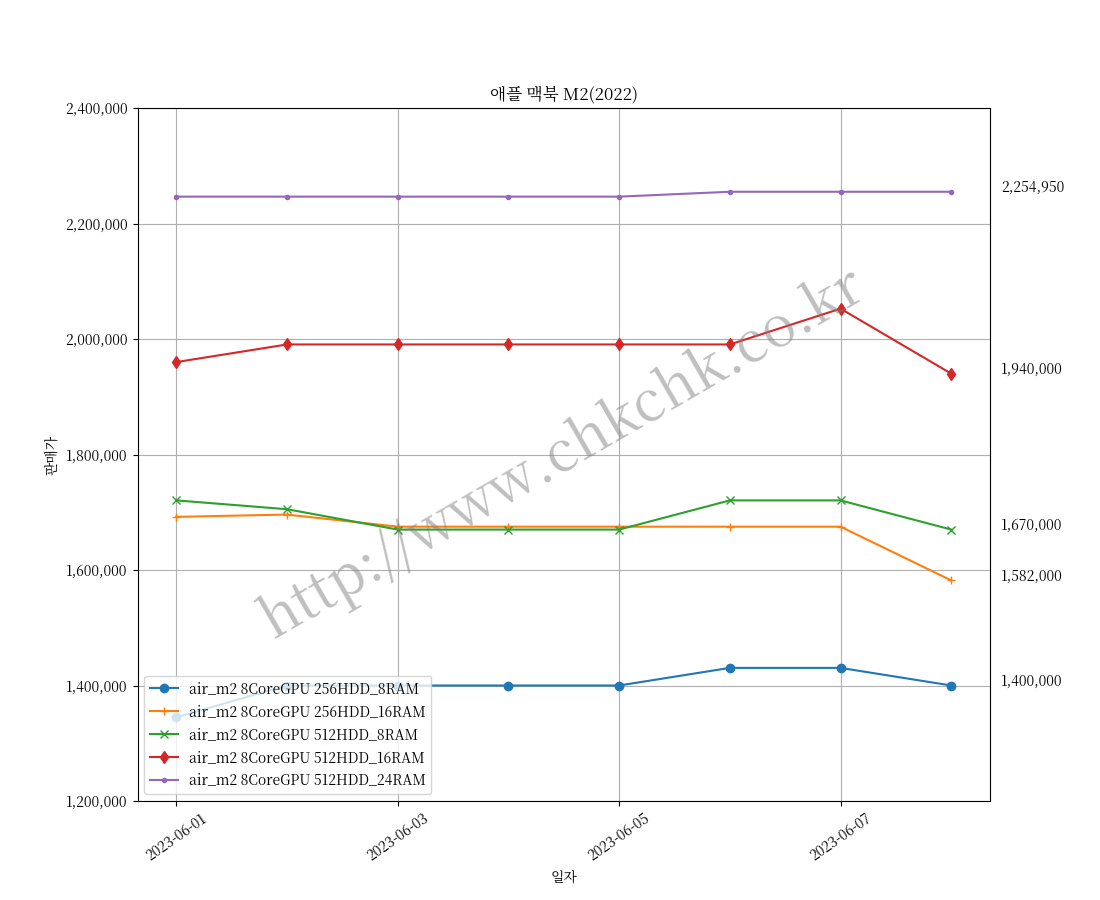 애플 맥북 M2(2022)
2,400,000
2,200,000
2,000,000
1,800,000
1,600,000
1,400,000
1,200,000
판매가
2,254,950
1,940,000
1,670,000
1,582,000
1,400,000
http://www.chkchk.co.kr
air_m2 8CoreGPU 256HDD_8RAM
air_m2 8CoreGPU 256HDD_16RAM
air_m2 8CoreGPU 512HDD_8RAM
air_m2 8CoreGPU 512HDD_16RAM
air_m2 8CoreGPU 512HDD_24RAM
2023-06-01
2023-06-03
2023-06-05
2023-06-07
일자